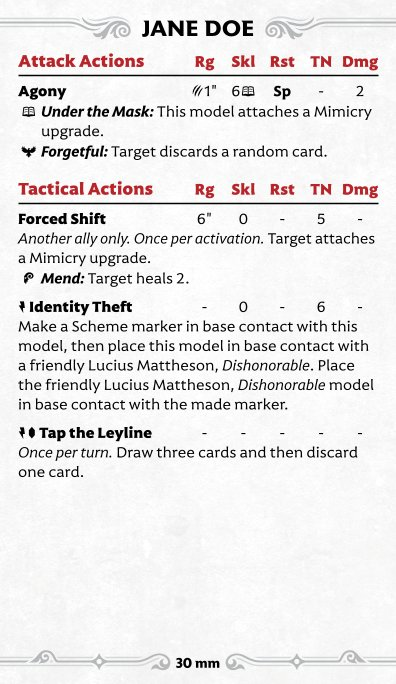 JANE DOE
Attack Actions Rg Skl Rst TN Dmg
Agony 1" 6 Sp - 2
Under the Mask: This model attaches a Mimicry
upgrade.
Forgetful: Target discards a random card.
Tactical Actions Rg Skl Rst TN Dmg
Forced Shift 6" 0 - 5 -
Another ally only. Once per activation. Target attaches
a Mimicry upgrade.
Mend: Target heals 2.
Identity Theft - 0 - 6 -
Make a Scheme marker in base contact with this
model, then place this model in base contact with
a friendly Lucius Mattheson, Dishonorable. Place
the friendly Lucius Mattheson, Dishonorable model
in base contact with the made marker.
Tap the Leyline - - - - -
Once per turn. Draw three cards and then discard
one card.
30 mm